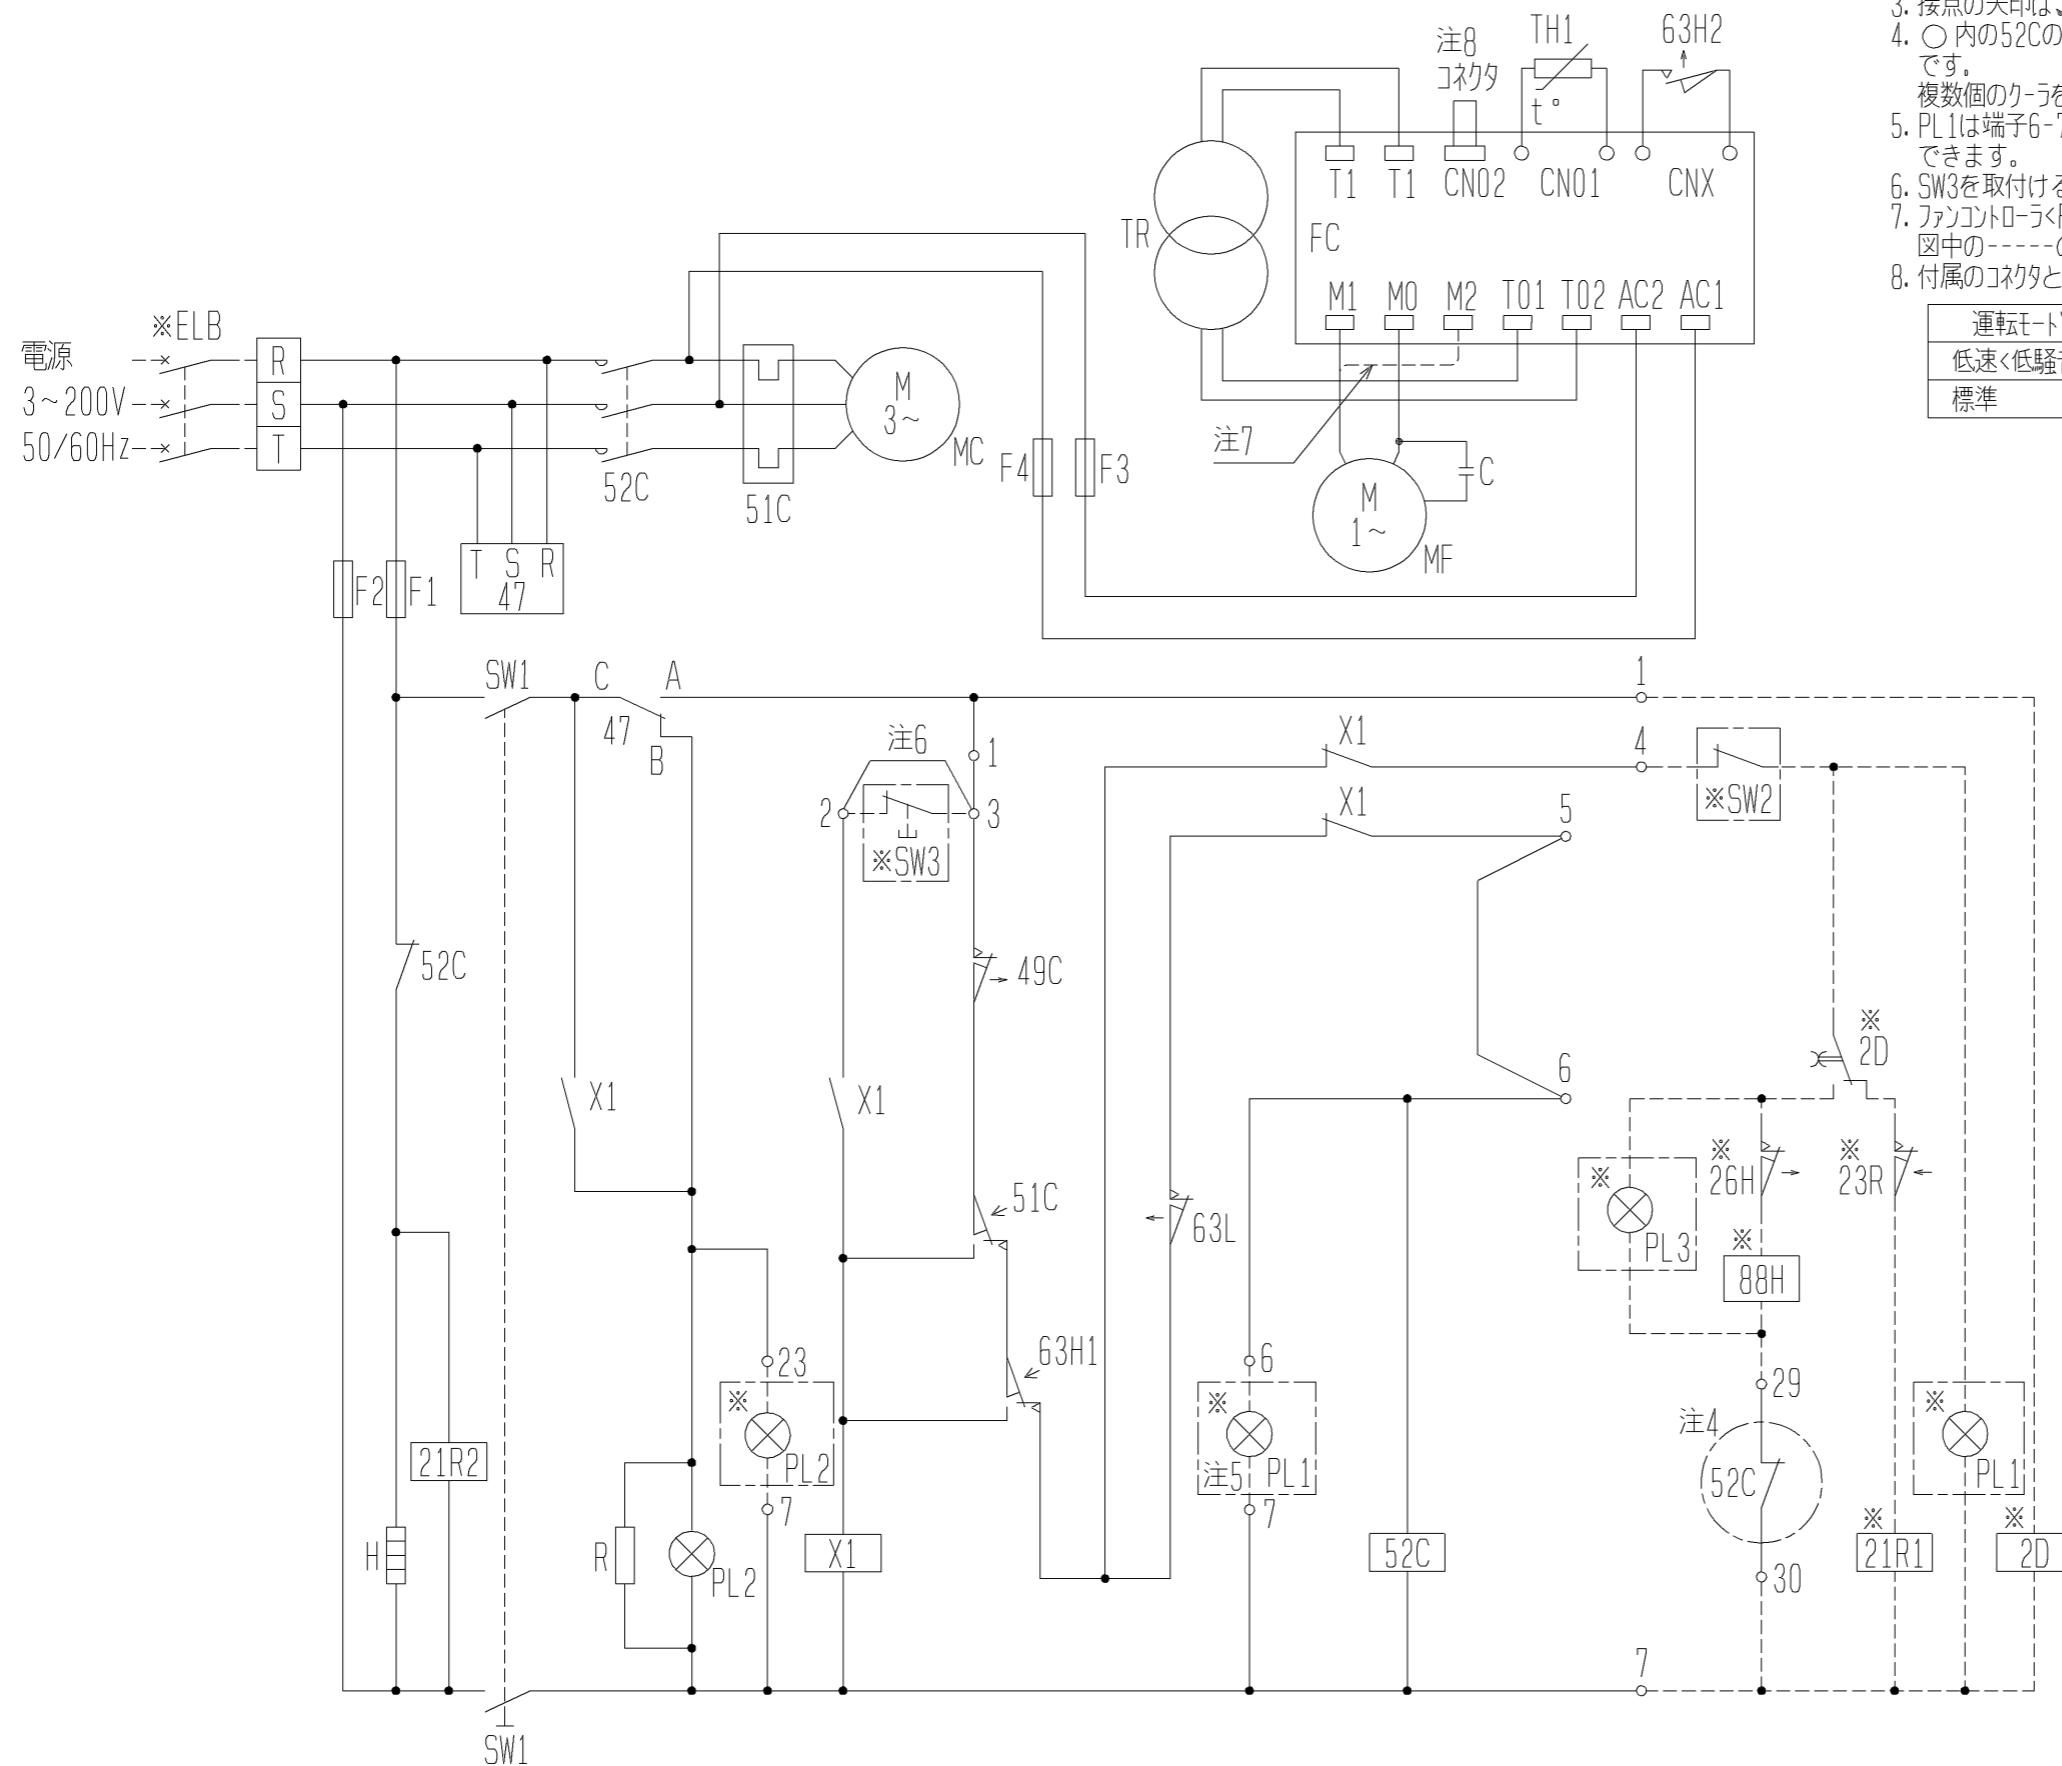 3. 接点の矢印は、
4. ○ 内の52Cの
です。
複数個のクーラを
5. PL1は端子6-7
できます。
6. SW3を取付ける
7. ファンコントローラ<F
図中の-----の
8. 付属のコネクタと
運転モード
低速<低騒音
標準
注8
コネクタ
TH1
t°
63H2
T1
T1
CN02
CN01
CNX
TR
FC
M1
M0
M2
T01
T02
AC2
AC1
※ELB
電源
3~200V
50/60Hz
R
S
T
52C
51C
M
3~
MC
F4
F3
注7
M
1~
MF
C
F2
F1
T S R
47
SW1
C
A
47
B
注6
1
2
3
※SW3
X1
X1
1
4
5
※SW2
52C
49C
X1
X1
51C
63L
63H1
6
※
2D
※
PL3
※
26H
※
88H
※
23R
21R2
23
※
PL2
7
6
※
注5 PL1
7
29
注4
52C
30
※
PL1
H
R
PL2
X1
52C
※
21R1
※
2D
7
SW1